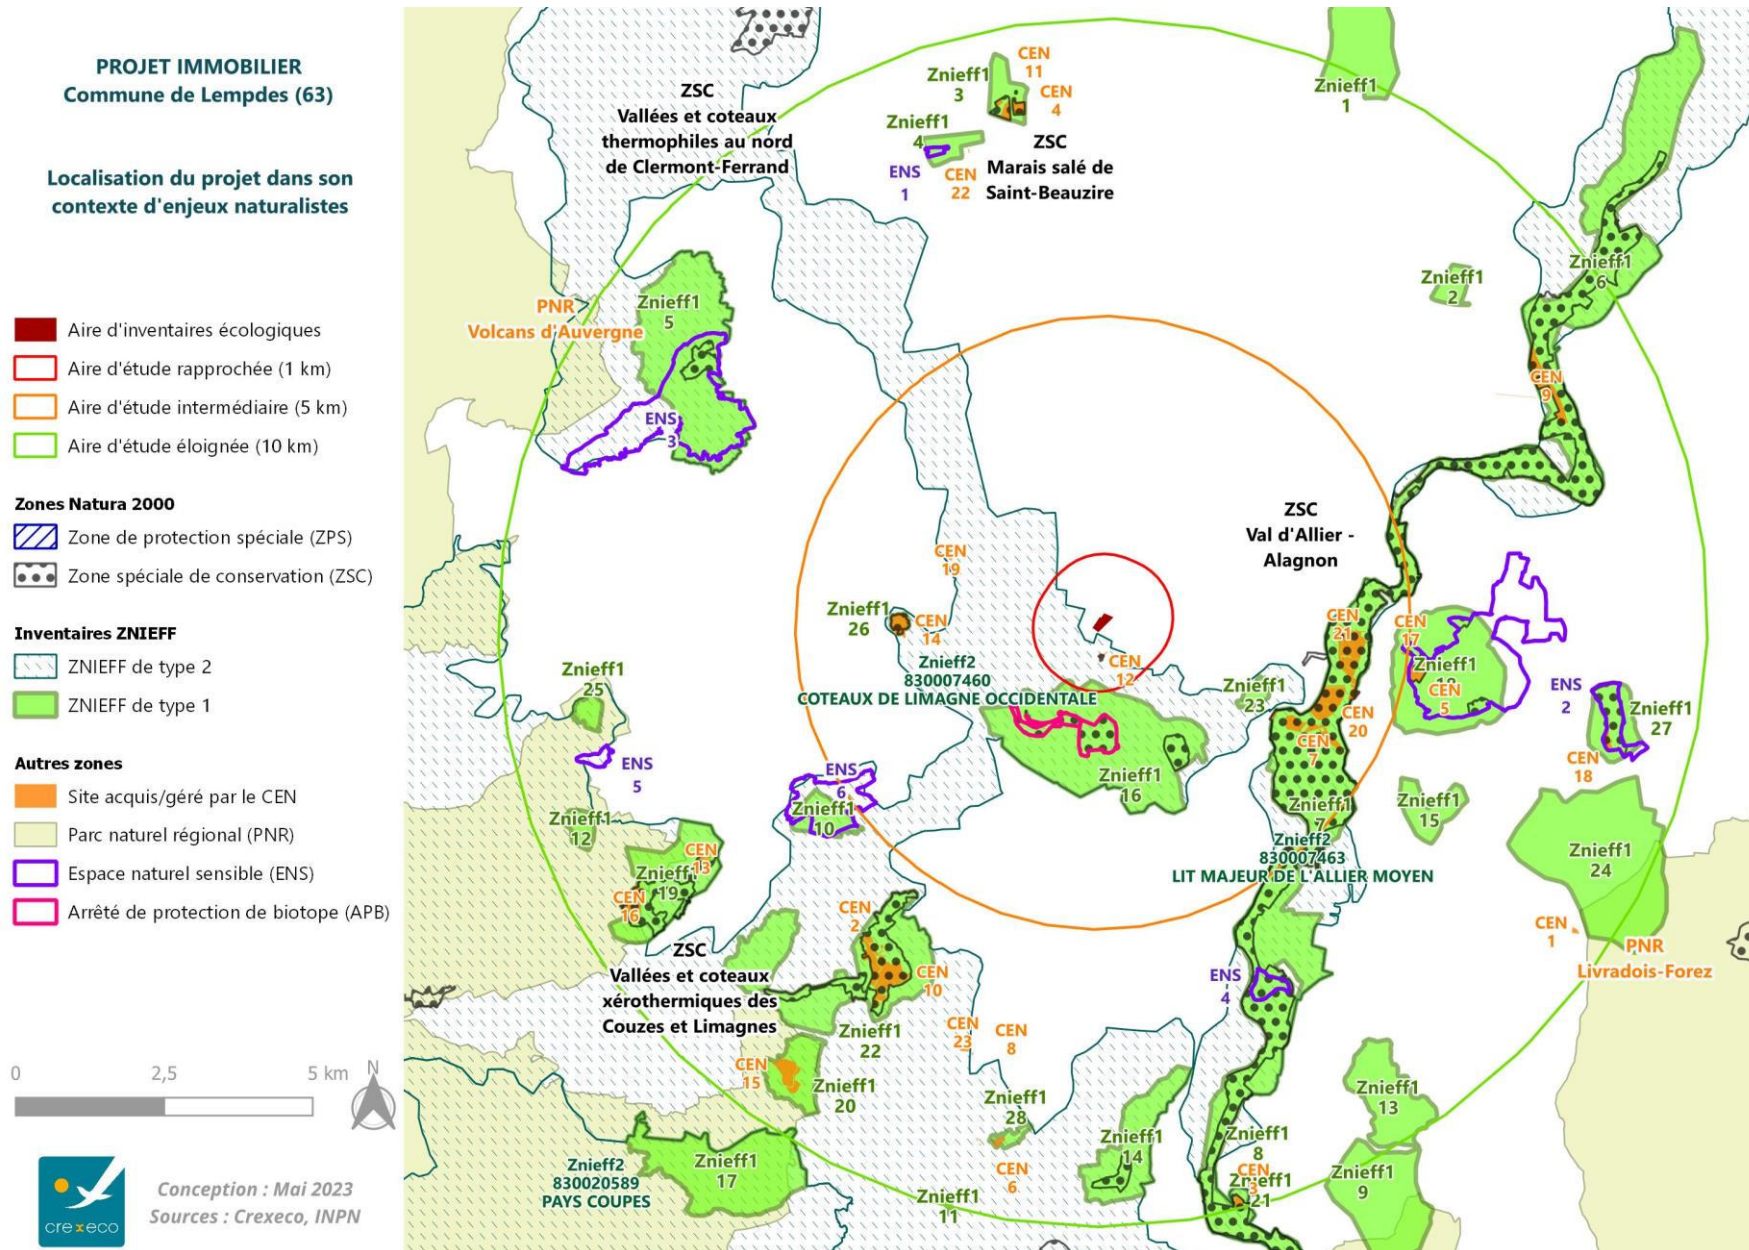 PROJET IMMOBILIER
Commune de Lempdes (63)
Localisation du projet dans son
contexte d'enjeux naturalistes
Aire d'inventaires écologiques
Aire d'étude rapprochée (1 km)
Aire d'étude intermédiaire (5 km)
Aire d'étude éloignée (10 km)
Zones Natura 2000
Zone de protection spéciale (ZPS)
Zone spéciale de conservation (ZSC)
Inventaires ZNIEFF
ZNIEFF de type 2
ZNIEFF de type 1
Autres zones
Site acquis/géré par le CEN
Parc naturel régional (PNR)
Espace naturel sensible (ENS)
Arrêté de protection de biotope (APB)
0 2,5 5 km
N
crexeco
Conception : Mai 2023
Sources : Crexeco, INPN
ZSC
Vallées et coteaux
thermophiles au nord
de Clermont-Ferrand
Znieff1
3
CEN
11
CEN
4
Znieff1
4
ENS
1
CEN
22
ZSC
Marais salé de
Saint-Beauzire
Znieff1
1
Znieff1
2
Znieff1
6
PNR
Volcans d'Auvergne
Znieff1
5
ENS
3
CEN
9
CEN
19
ZSC
Val d'Allier -
Alagnon
Znieff1
26
CEN
14
Znieff2
830007460
COTEAUX DE LIMAGNE OCCIDENTALE
CEN
12
CEN
21
CEN
17
Znieff1
18
CEN
5
Znieff1
23
CEN
20
CEN
7
ENS
2
Znieff1
27
CEN
18
Znieff1
25
ENS
5
ENS
6
Znieff1
10
Znieff1
16
Znieff1
7
Znieff1
15
Znieff1
12
CEN
13
Znieff1
19
CEN
16
Znieff2
830007463
LIT MAJEUR DE L'ALLIER MOYEN
Znieff1
24
CEN
1
PNR
Livradois-Forez
CEN
2
CEN
10
ZSC
Vallées et coteaux
xérothermiques des
Couzes et Limagnes
ENS
4
Znieff1
22
CEN
23
CEN
8
CEN
15
Znieff1
20
Znieff1
28
Znieff1
13
Znieff1
14
Znieff1
8
Znieff2
830020589
PAYS COUPES
Znieff1
17
CEN
6
Znieff1
11
CEN
3
Znieff1
21
Znieff1
9